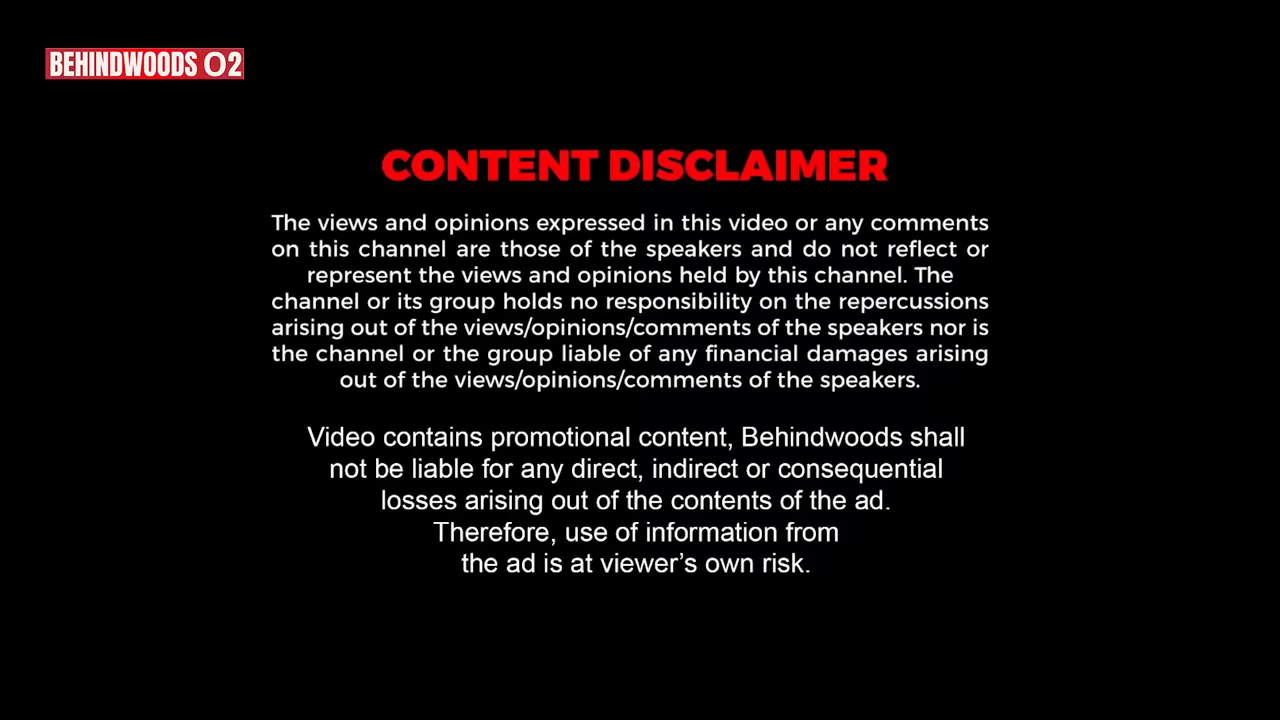 BEHINDWOODS O2
CONTENT DISCLAIMER
The views and opinions expressed in this video or any comments
on this channel are those of the speakers and do not reflect or
represent the views and opinions held by this channel. The
channel or its group holds no responsibility on the repercussions
arising out of the views/opinions/comments of the speakers nor is
the channel or the group liable of any financial damages arising
out of the views/opinions/comments of the speakers.
Video contains promotional content, Behindwoods shall
not be liable for any direct, indirect or consequential
losses arising out of the contents of the ad.
Therefore, use of information from
the ad is at viewer’s own risk.